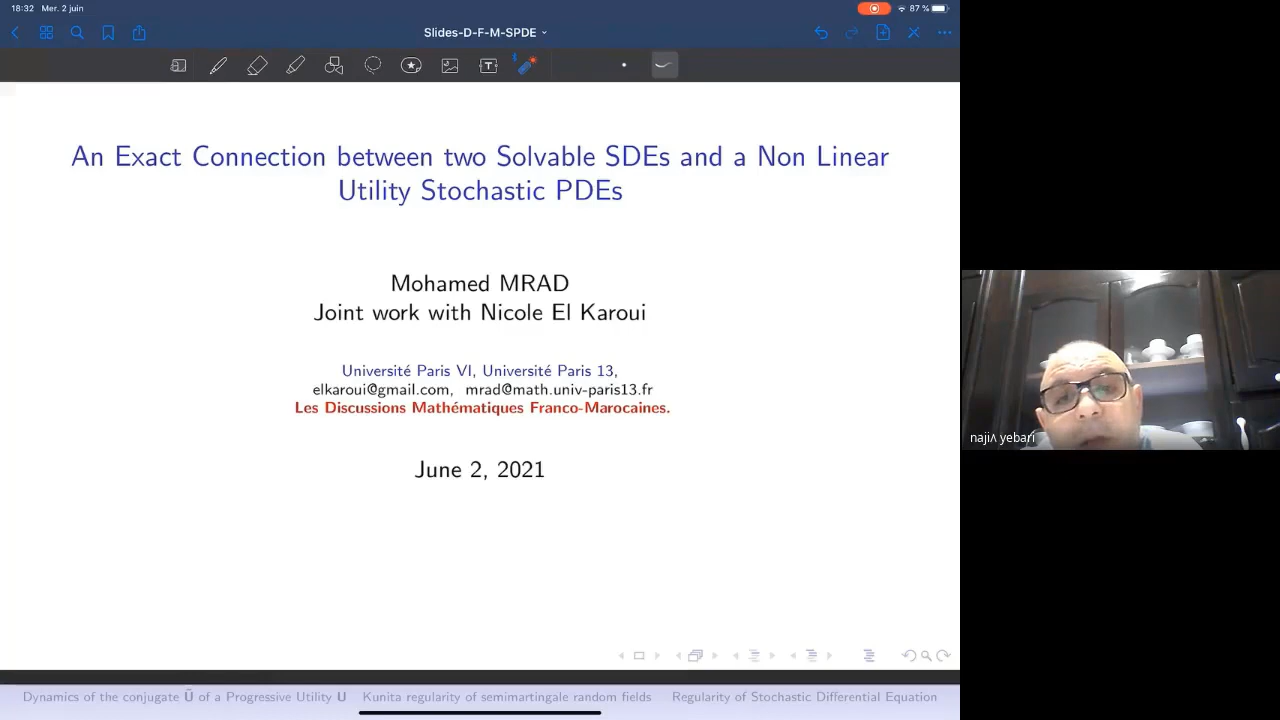 18:32 Mer. 2 juin
87 %
Slides-D-F-M-SPDE
An Exact Connection between two Solvable SDEs and a Non Linear
Utility Stochastic PDEs
Mohamed MRAD
Joint work with Nicole El Karoui
Université Paris VI, Université Paris 13,
elkaroui@gmail.com, mrad@math.univ-paris13.fr
Les Discussions Mathématiques Franco-Marocaines.
June 2, 2021
najiʌ yebari
Dynamics of the conjugate Ũ of a Progressive Utility U Kunita regularity of semimartingale random fields Regularity of Stochastic Differential Equation